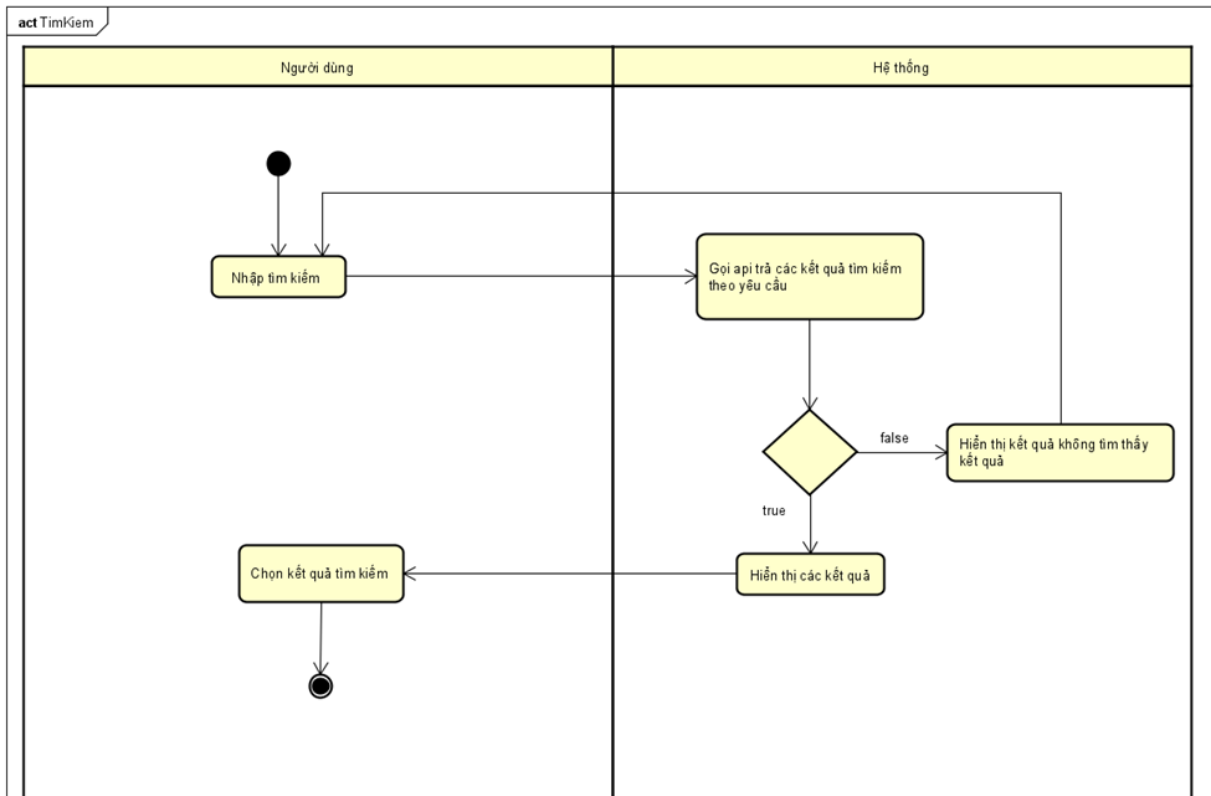 act TimKiem
Người dùng
Hệ thống
Nhập tìm kiếm
Gọi api trả các kết quả tìm kiếm
theo yêu cầu
false
Hiển thị kết quả không tìm thấy
kết quả
true
Hiển thị các kết quả
Chọn kết quả tìm kiếm